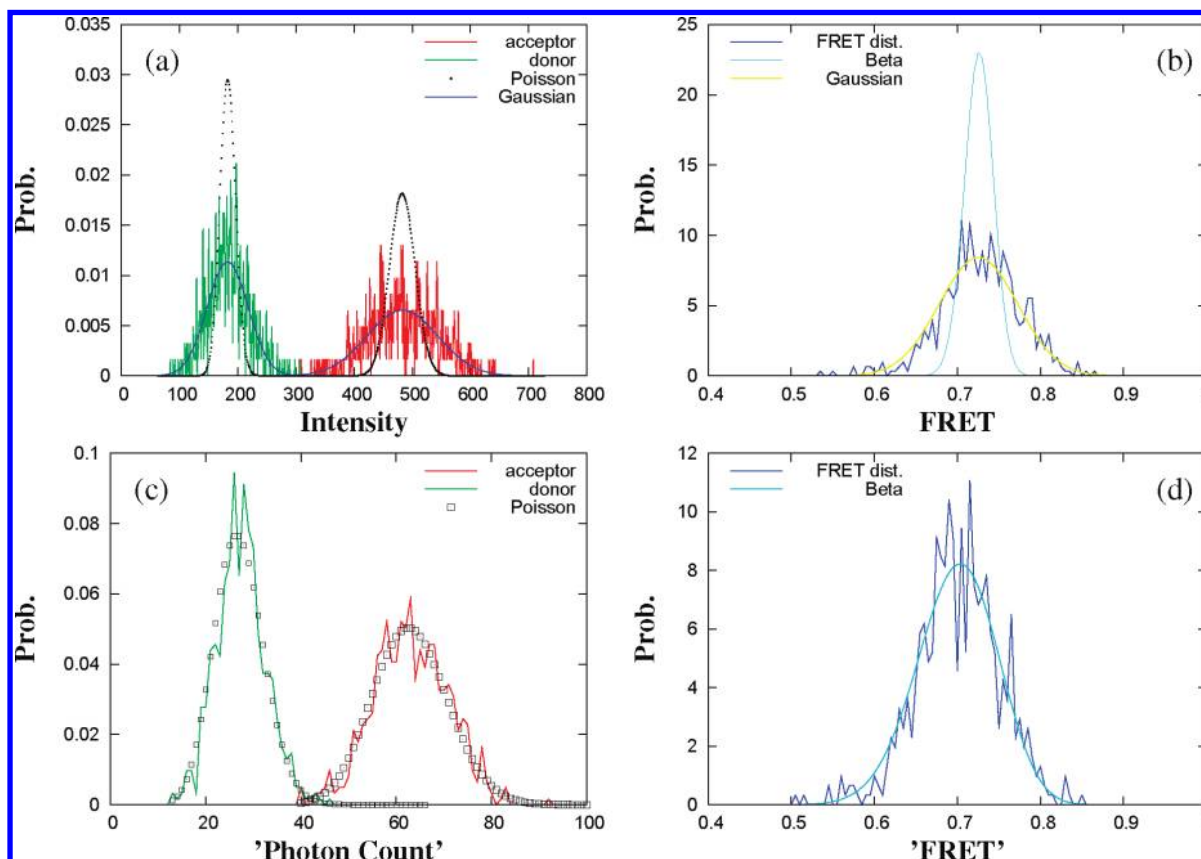 (a)
acceptor
donor
Poisson
Gaussian
Prob.
0.035
0.03
0.025
0.02
0.015
0.01
0.005
0
0 100 200 300 400 500 600 700 800
Intensity
(b)
FRET dist.
Beta
Gaussian
Prob.
25
20
15
10
5
0
0.4 0.5 0.6 0.7 0.8 0.9
FRET
(c)
acceptor
donor
Poisson
Prob.
0.1
0.08
0.06
0.04
0.02
0
0 20 40 60 80 100
'Photon Count'
(d)
FRET dist.
Beta
Prob.
12
10
8
6
4
2
0
0.4 0.5 0.6 0.7 0.8 0.9
'FRET'